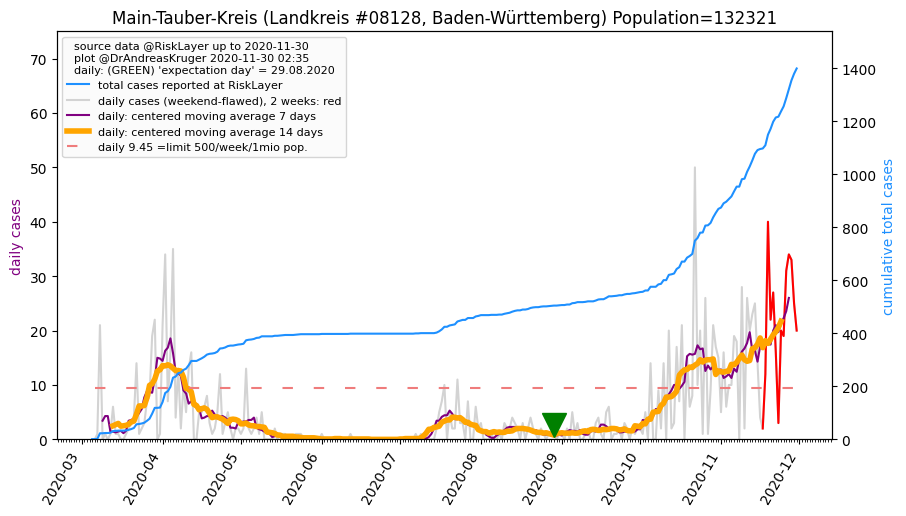 Main-Tauber-Kreis (Landkreis #08128, Baden-Württemberg) Population=132321
source data @RiskLayer up to 2020-11-30
plot @DrAndreasKruger 2020-11-30 02:35
daily: (GREEN) 'expectation day' = 29.08.2020
total cases reported at RiskLayer
daily cases (weekend-flawed), 2 weeks: red
daily: centered moving average 7 days
daily: centered moving average 14 days
daily 9.45 =limit 500/week/1mio pop.
daily cases
70
60
50
40
30
20
10
0
cumulative total cases
1400
1200
1000
800
600
400
200
0
2020-03
2020-04
2020-05
2020-06
2020-07
2020-08
2020-09
2020-10
2020-11
2020-12